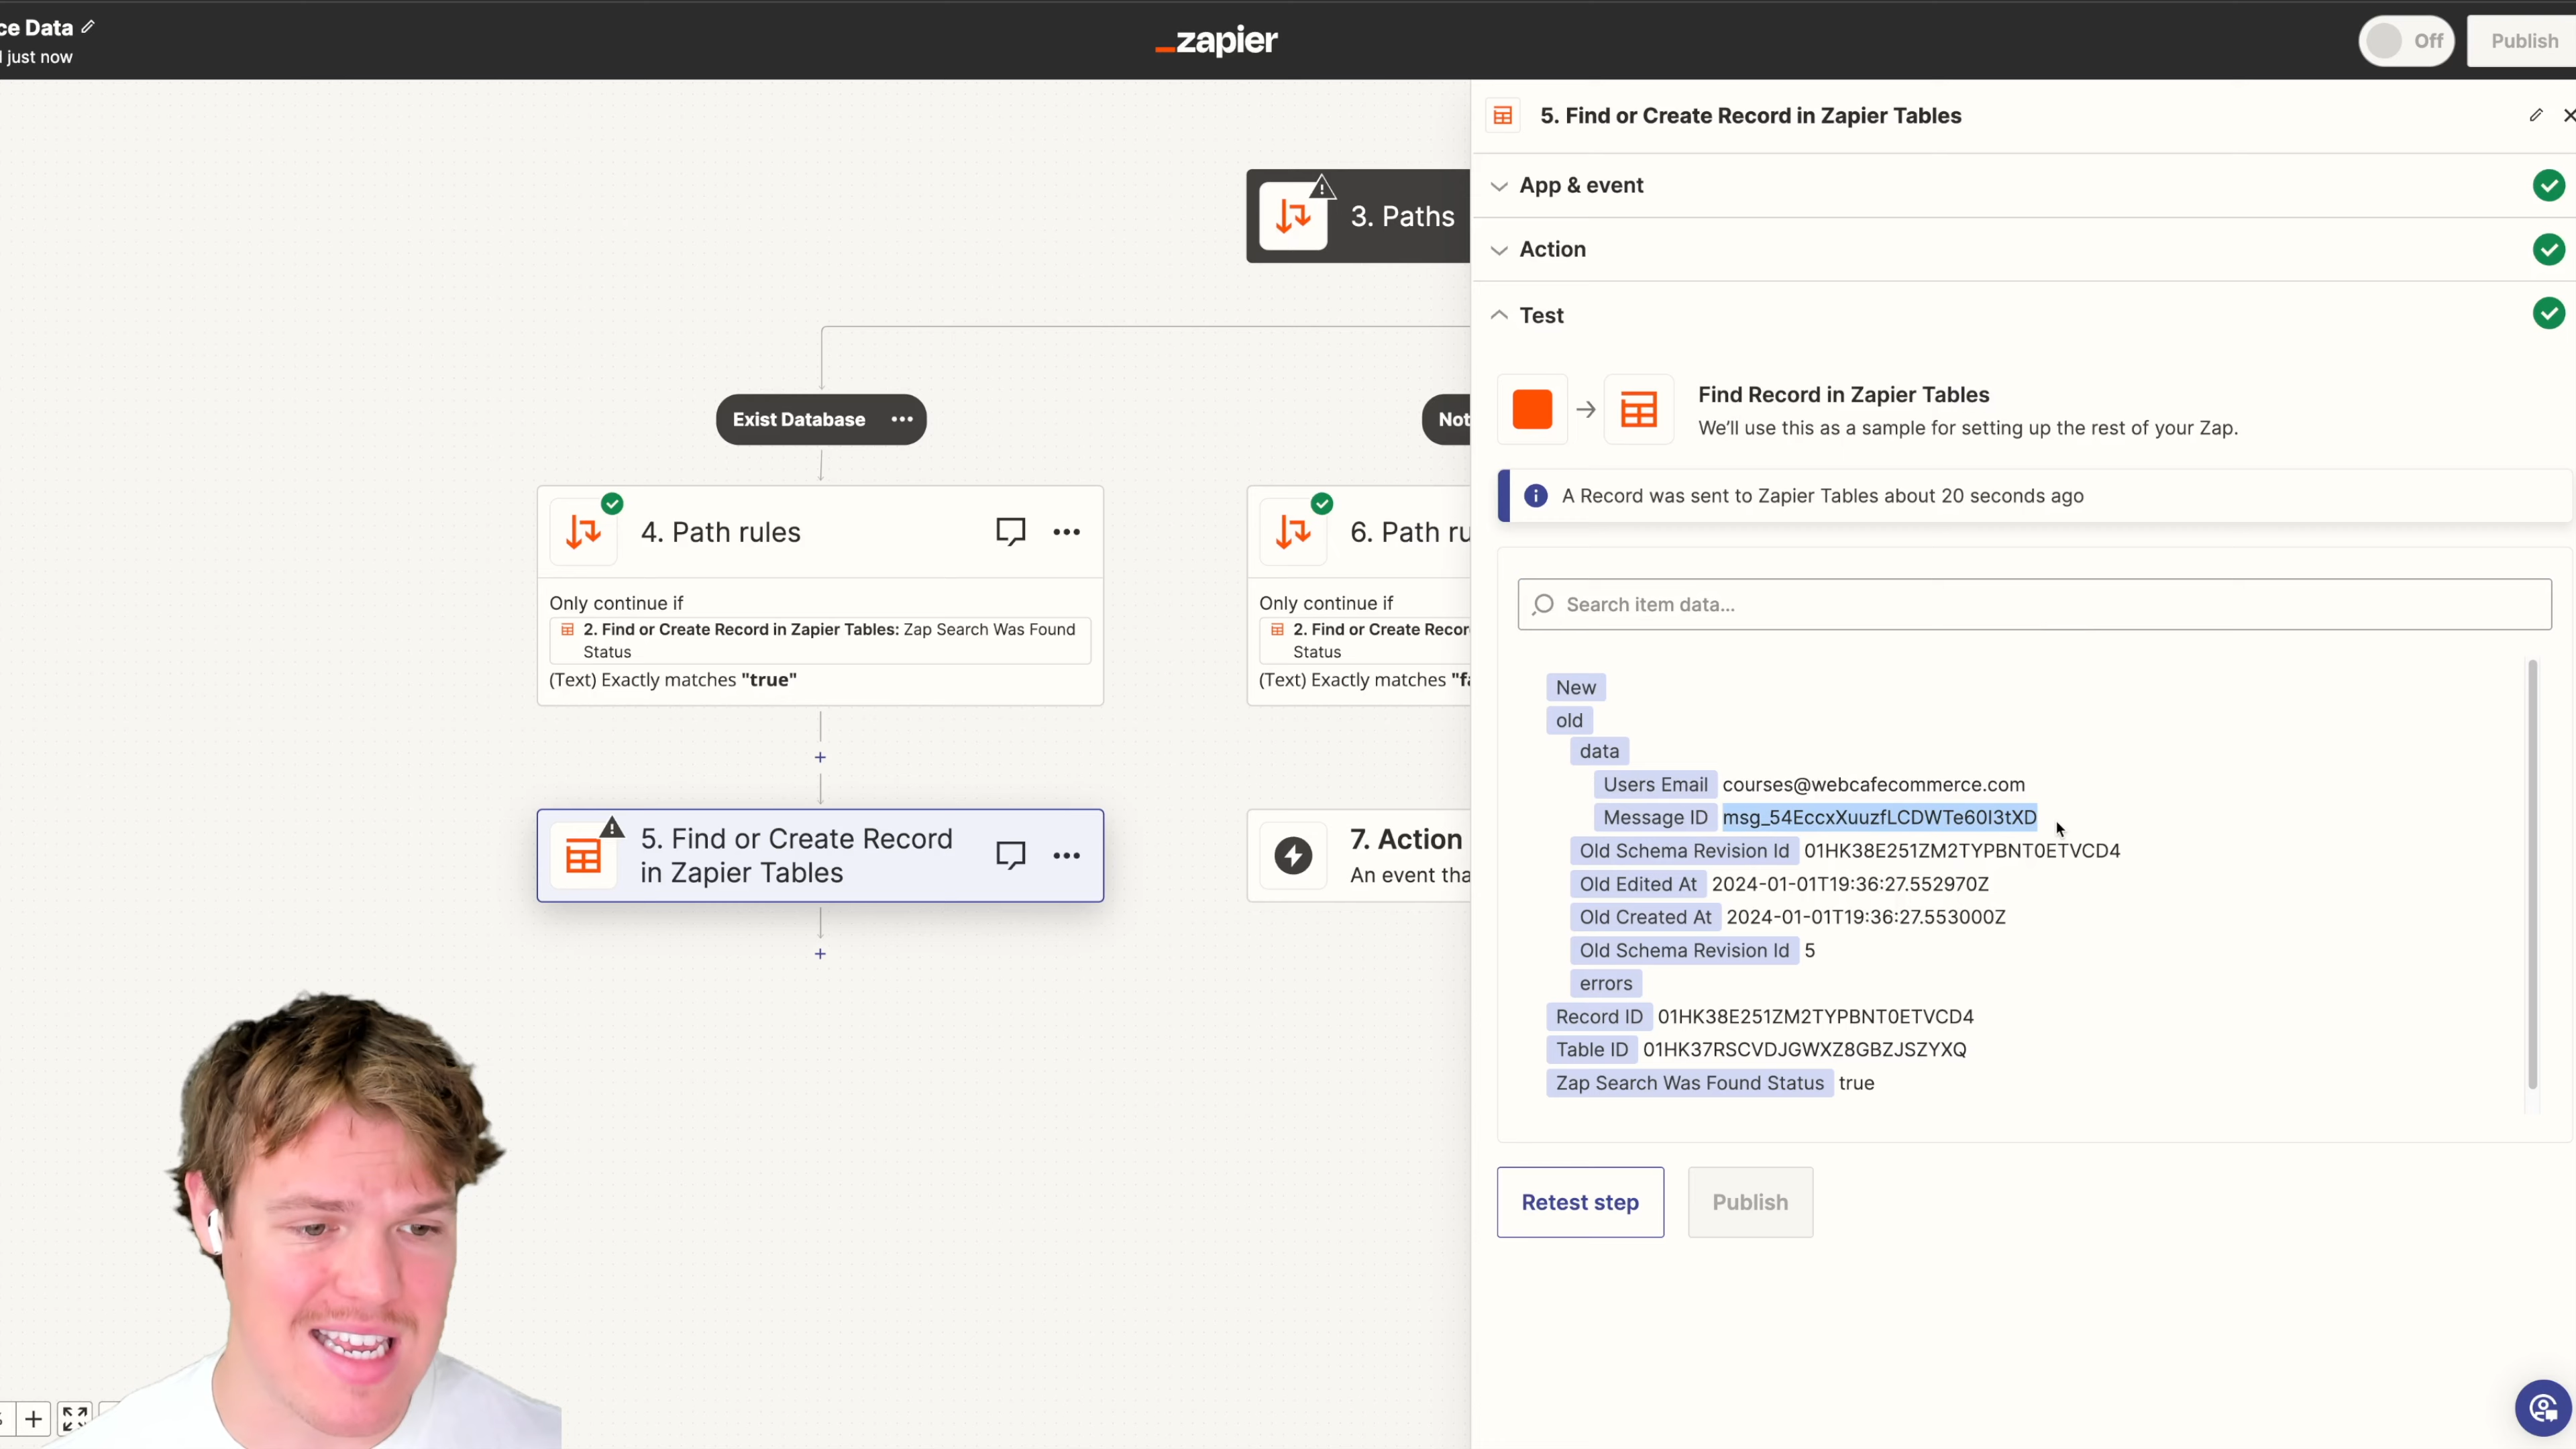 ce Data
l just now
zapier
Off
Publish
3. Paths
Exist Database
Not
4. Path rules
Only continue if
2. Find or Create Record in Zapier Tables: Zap Search Was Found
Status
(Text) Exactly matches "true"
5. Find or Create Record
in Zapier Tables
6. Path ru
Only continue if
2. Find or Create Recor
Status
(Text) Exactly matches "fa
7. Action
An event tha
5. Find or Create Record in Zapier Tables
App & event
Action
Test
Find Record in Zapier Tables
We'll use this as a sample for setting up the rest of your Zap.
A Record was sent to Zapier Tables about 20 seconds ago
Search item data...
New
old
data
Users Email courses@webcafecommerce.com
Message ID msg_54EccxXuuzfLCDWTe60I3tXD
Old Schema Revision Id 01HK38E251ZM2TYPBNT0ETVCD4
Old Edited At 2024-01-01T19:36:27.552970Z
Old Created At 2024-01-01T19:36:27.553000Z
Old Schema Revision Id 5
errors
Record ID 01HK38E251ZM2TYPBNT0ETVCD4
Table ID 01HK37RSCVDJGWXZ8GBZJSZYXQ
Zap Search Was Found Status true
Retest step
Publish